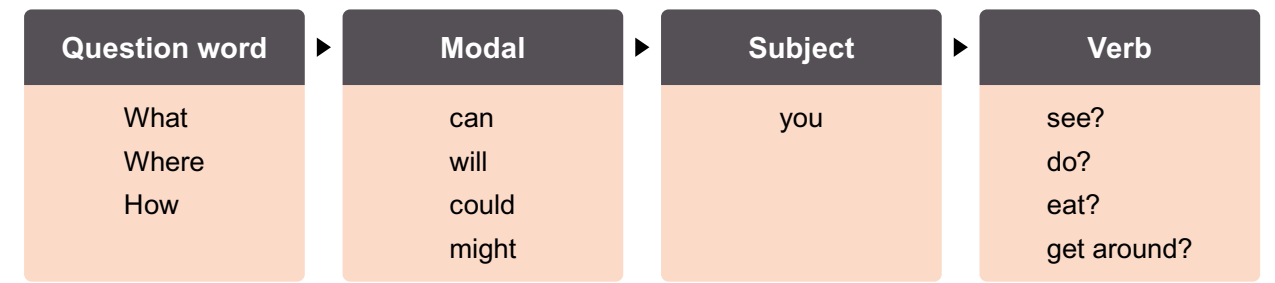 Question word
What
Where
How
Modal
can
will
could
might
Subject
you
Verb
see?
do?
eat?
get around?